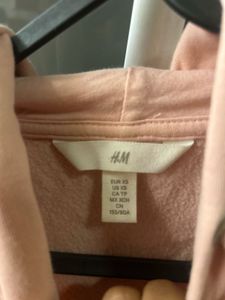 H&M
EUR XS
US XS
CA TP
MX XCH
CN
155/80A